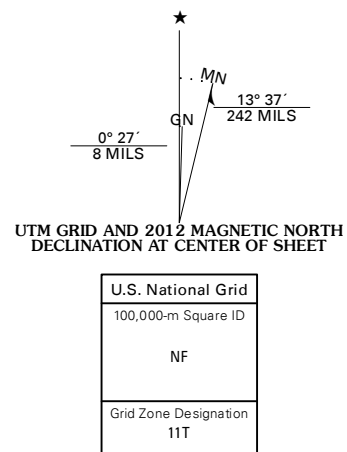 ★
MN
GN
13° 37´
242 MILS
0° 27´
8 MILS
UTM GRID AND 2012 MAGNETIC NORTH
DECLINATION AT CENTER OF SHEET
U.S. National Grid
100,000-m Square ID
NF
Grid Zone Designation
11T